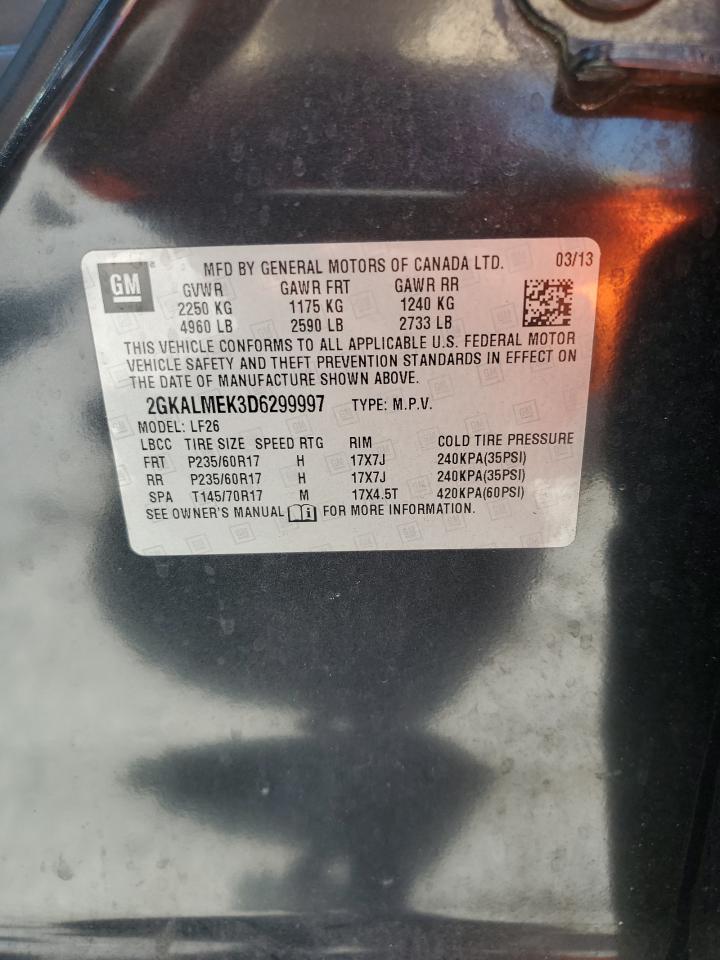 GM MFD BY GENERAL MOTORS OF CANADA LTD. 03/13
GVWR GAWR FRT GAWR RR
2250 KG 1175 KG 1240 KG
4960 LB 2590 LB 2733 LB
THIS VEHICLE CONFORMS TO ALL APPLICABLE U.S. FEDERAL MOTOR
VEHICLE SAFETY AND THEFT PREVENTION STANDARDS IN EFFECT ON
THE DATE OF MANUFACTURE SHOWN ABOVE.
2GKALMEK3D6299997 TYPE: M.P.V.
MODEL: LF26
LBCC TIRE SIZE SPEED RTG RIM COLD TIRE PRESSURE
FRT P235/60R17 H 17X7J 240KPA(35PSI)
RR P235/60R17 H 17X7J 240KPA(35PSI)
SPA T145/70R17 M 17X4.5T 420KPA(60PSI)
SEE OWNER'S MANUAL FOR MORE INFORMATION.